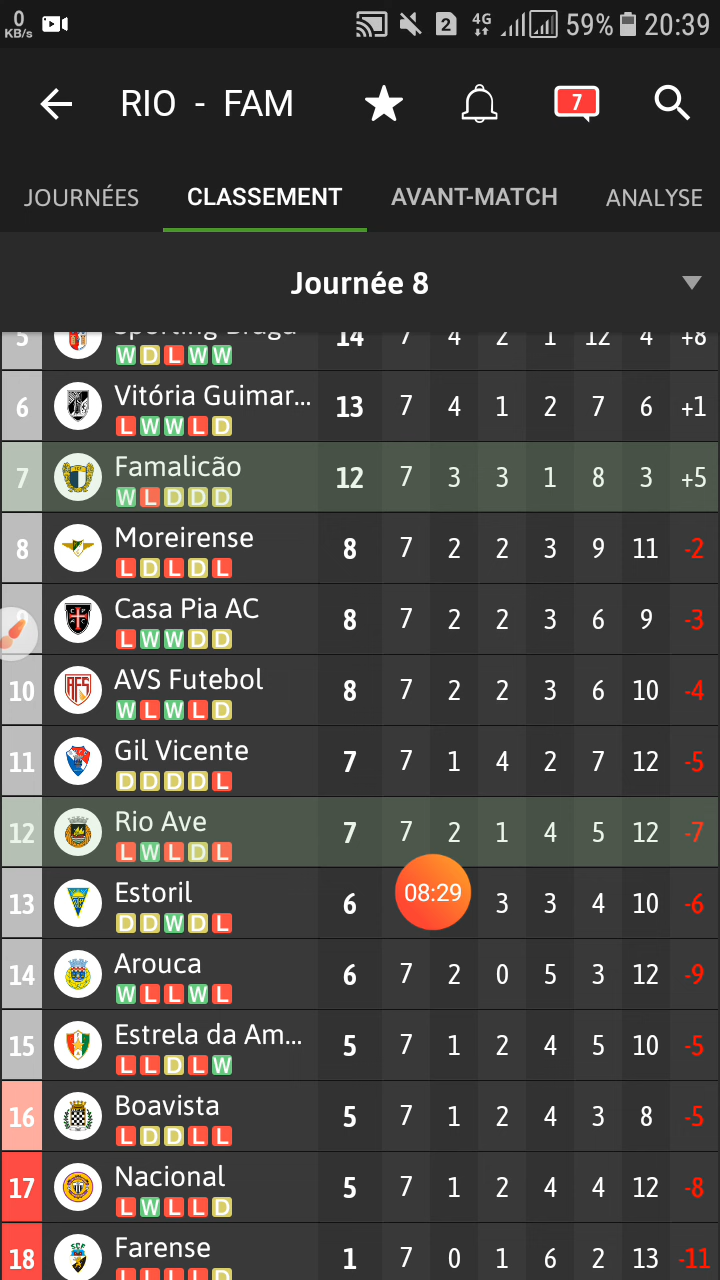 0 KB/s 2 4G 59% 20:39
RIO - FAM 7
JOURNÉES CLASSEMENT AVANT-MATCH ANALYSE
Journée 8
5 Sporting Braga 14 7 4 2 1 12 4 +8
W D L W W
6 Vitória Guimar... 13 7 4 1 2 7 6 +1
L W W L D
7 Famalicão 12 7 3 3 1 8 3 +5
W L D D D
8 Moreirense 8 7 2 2 3 9 11 -2
L D L D L
Casa Pia AC 8 7 2 2 3 6 9 -3
L W W D D
10 AVS Futebol 8 7 2 2 3 6 10 -4
W L W L D
11 Gil Vicente 7 7 1 4 2 7 12 -5
D D D D L
12 Rio Ave 7 7 2 1 4 5 12 -7
L W L D L
13 Estoril 6 08:29 3 3 4 10 -6
D D W D L
14 Arouca 6 7 2 0 5 3 12 -9
W L L W L
15 Estrela da Am... 5 7 1 2 4 5 10 -5
L L D L W
16 Boavista 5 7 1 2 4 3 8 -5
L D D L L
17 Nacional 5 7 1 2 4 4 12 -8
L W L L D
18 Farense 1 7 0 1 6 2 13 -11
L L L L D